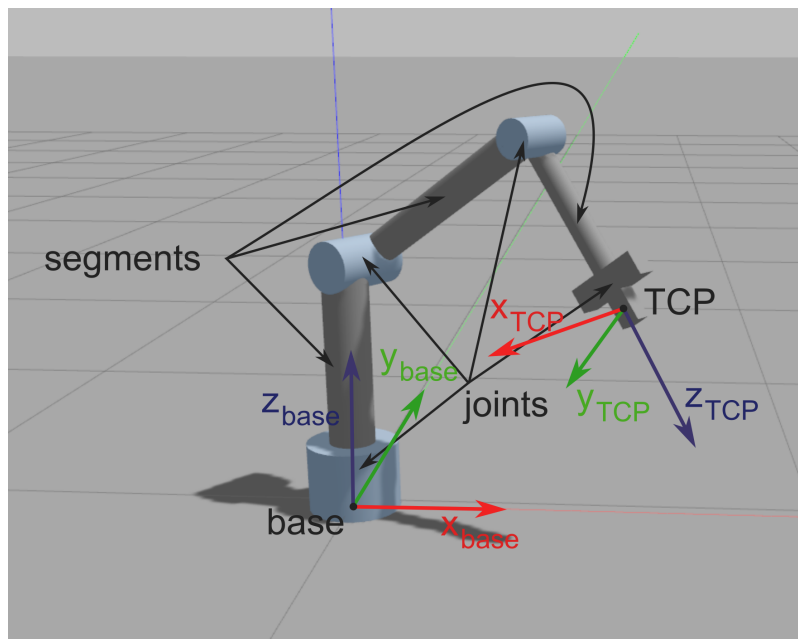 segments
TCP
x_TCP
y_base
z_base
joints
y_TCP
z_TCP
base
x_base